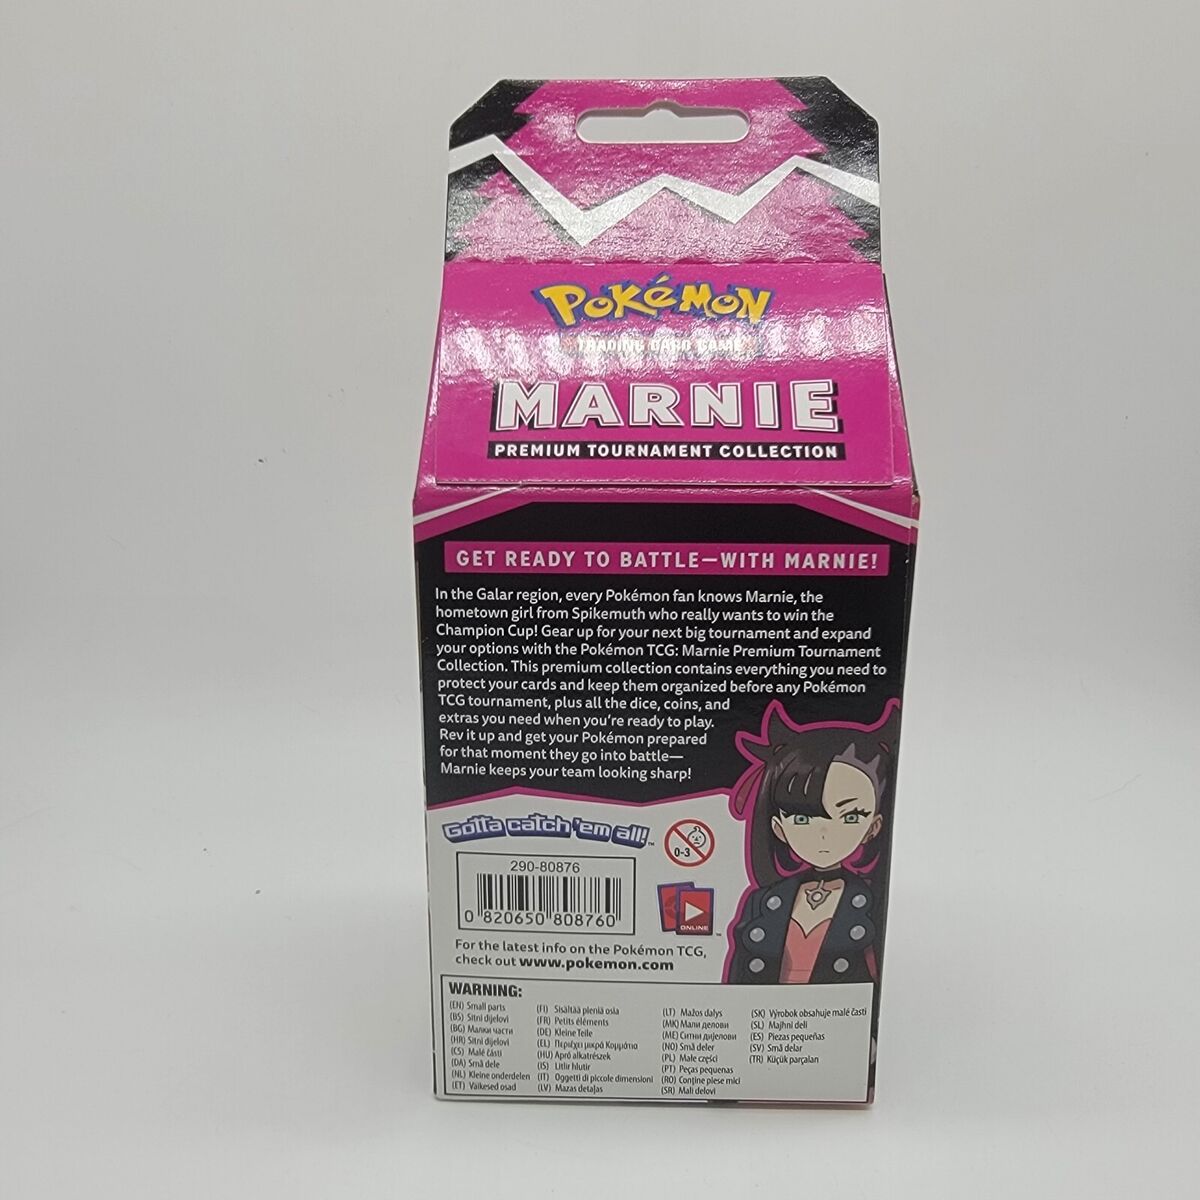 POKéMON
TRADING CARD GAME
MARNIE
PREMIUM TOURNAMENT COLLECTION
GET READY TO BATTLE—WITH MARNIE!
In the Galar region, every Pokémon fan knows Marnie, the
hometown girl from Spikemuth who really wants to win the
Champion Cup! Gear up for your next big tournament and expand
your options with the Pokémon TCG: Marnie Premium Tournament
Collection. This premium collection contains everything you need to
protect your cards and keep them organized before any Pokémon
TCG tournament, plus all the dice, coins, and
extras you need when you're ready to play.
Rev it up and get your Pokémon prepared
for that moment they go into battle—
Marnie keeps your team looking sharp!
Gotta catch 'em all!™
0-3
290-80876
0 820650 808760
ONLINE
™
For the latest info on the Pokémon TCG,
check out www.pokemon.com
WARNING:
(EN) Small parts
(BS) Sitni dijelovi
(BG) Малки части
(HR) Sitni dijelovi
(CS) Malé části
(DA) Små dele
(NL) Kleine onderdelen
(ET) Väikesed osad
(FI) Sisältää pieniä osia
(FR) Petits éléments
(DE) Kleine Teile
(EL) Περιέχει μικρά Κομμάτια
(HU) Apró alkatrészek
(IS) Litlir hlutir
(IT) Oggetti di piccole dimensioni
(LV) Mazas detaļas
(LT) Mažos dalys
(MK) Мали делови
(ME) Ситни дијелови
(NO) Små deler
(PL) Małe części
(PT) Peças pequenas
(RO) Conține piese mici
(SR) Mali delovi
(SK) Výrobok obsahuje malé časti
(SL) Majhni deli
(ES) Piezas pequeñas
(SV) Små delar
(TR) Küçük parçaları